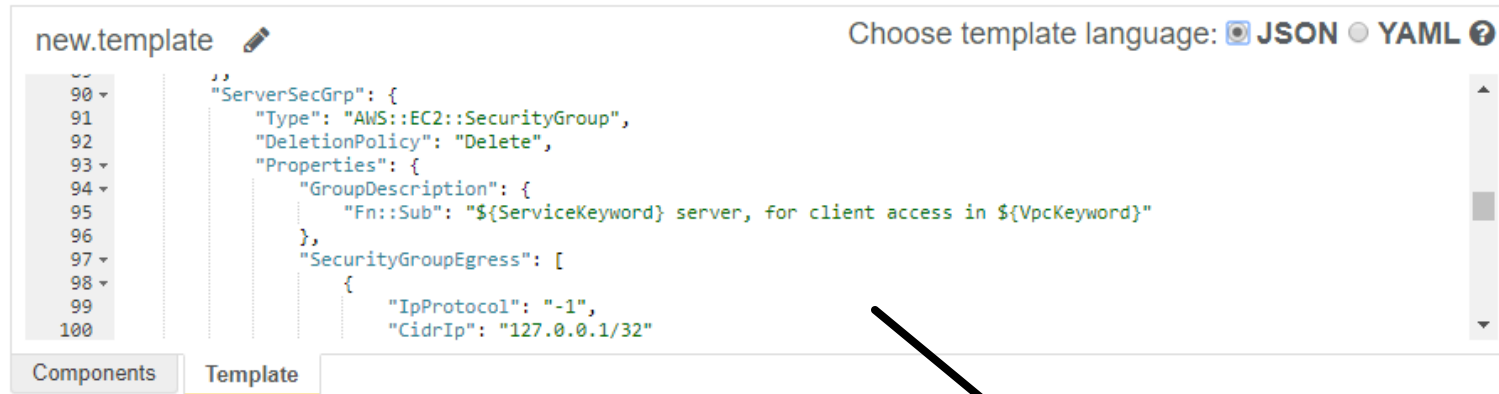 new.template
Choose template language: JSON YAML
90 "ServerSecGrp": {
91 "Type": "AWS::EC2::SecurityGroup",
92 "DeletionPolicy": "Delete",
93 "Properties": {
94 "GroupDescription": {
95 "Fn::Sub": "${ServiceKeyword} server, for client access in ${VpcKeyword}"
96 },
97 "SecurityGroupEgress": [
98 {
99 "IpProtocol": "-1",
100 "CidrIp": "127.0.0.1/32"
Components Template